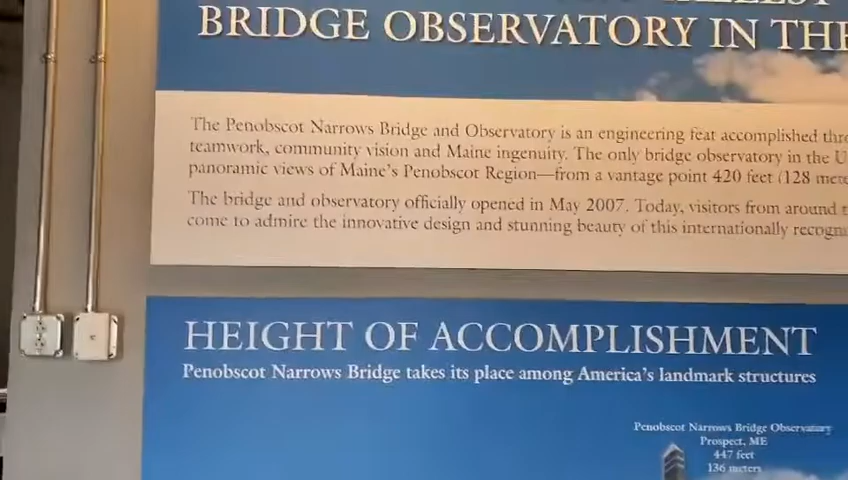 BRIDGE OBSERVATORY IN THE
The Penobscot Narrows Bridge and Observatory is an engineering feat accomplished
teamwork, community vision and Maine ingenuity. The only bridge observatory in the
panoramic views of Maine's Penobscot Region—from a vantage point 420 feet (128
The bridge and observatory officially opened in May 2007. Today, visitors from around
come to admire the innovative design and stunning beauty of this internationally
HEIGHT OF ACCOMPLISHMENT
Penobscot Narrows Bridge takes its place among America's landmark structures
Penobscot Narrows Bridge Observatory
Prospect, ME
447 feet
136 meters